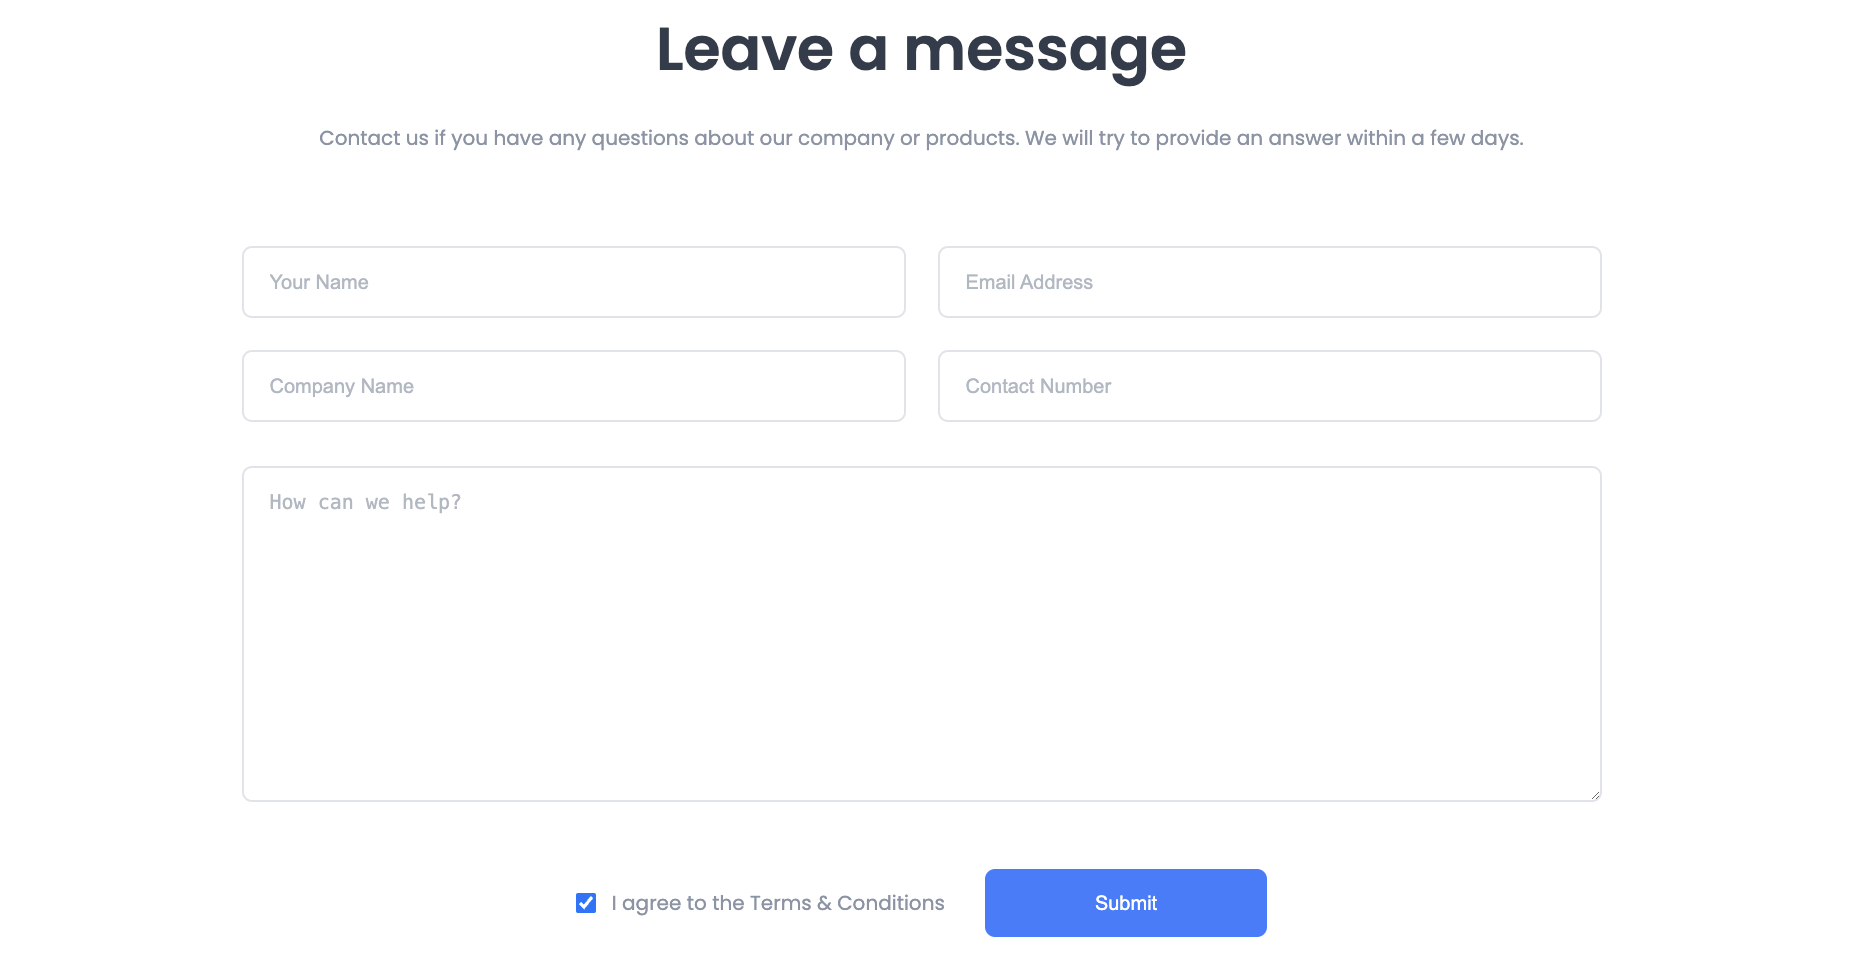 Leave a message
Contact us if you have any questions about our company or products. We will try to provide an answer within a few days.
Your Name
Email Address
Company Name
Contact Number
How can we help?
I agree to the Terms & Conditions
Submit